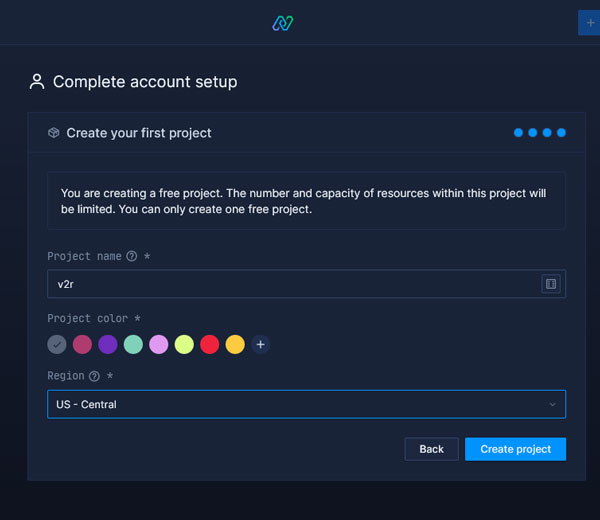 Complete account setup
Create your first project
You are creating a free project. The number and capacity of resources within this project will
be limited. You can only create one free project.
Project name ? *
v2r
Project color *
+
Region ? *
US - Central
Back
Create project